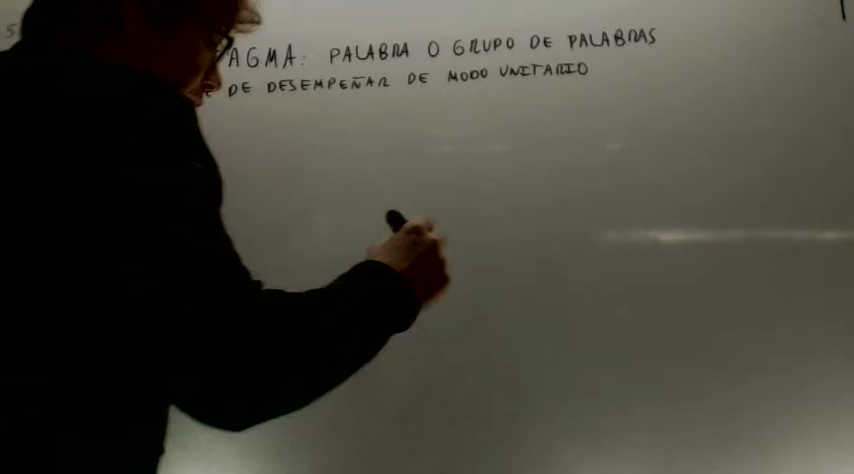 AGMA: PALABRA O GRUPO DE PALABRAS
DE DESEMPEÑAR DE MODO UNITARIO